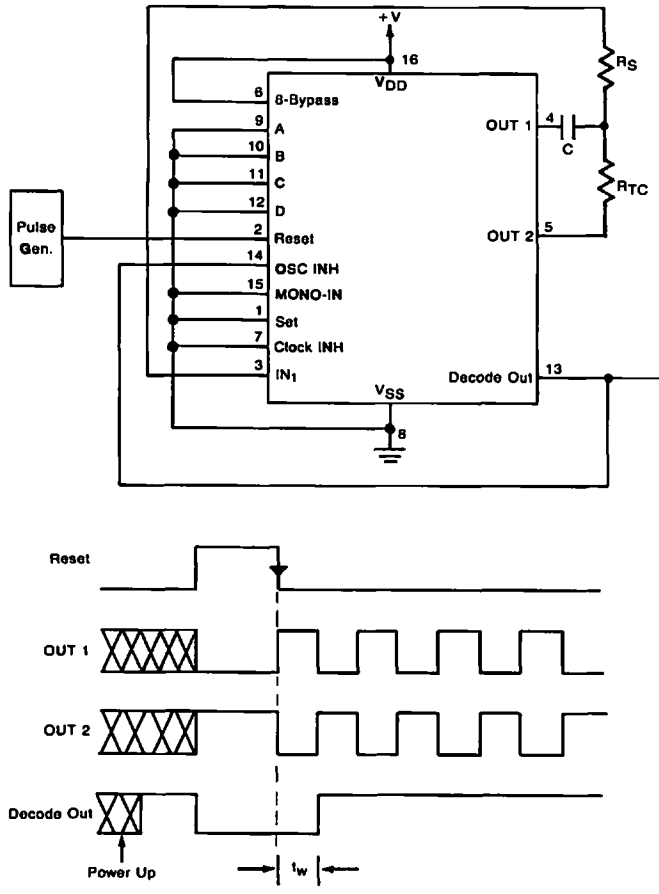 +V
16
VDD
6
8-Bypass
9
A
10
B
11
C
12
D
2
Reset
14
OSC INH
15
MONO-IN
1
Set
7
Clock INH
3
IN1
VSS
8
OUT 1
4
C
RS
RTC
OUT 2
5
Decode Out
13
Pulse
Gen.
Reset
OUT 1
OUT 2
Decode Out
Power Up
tw